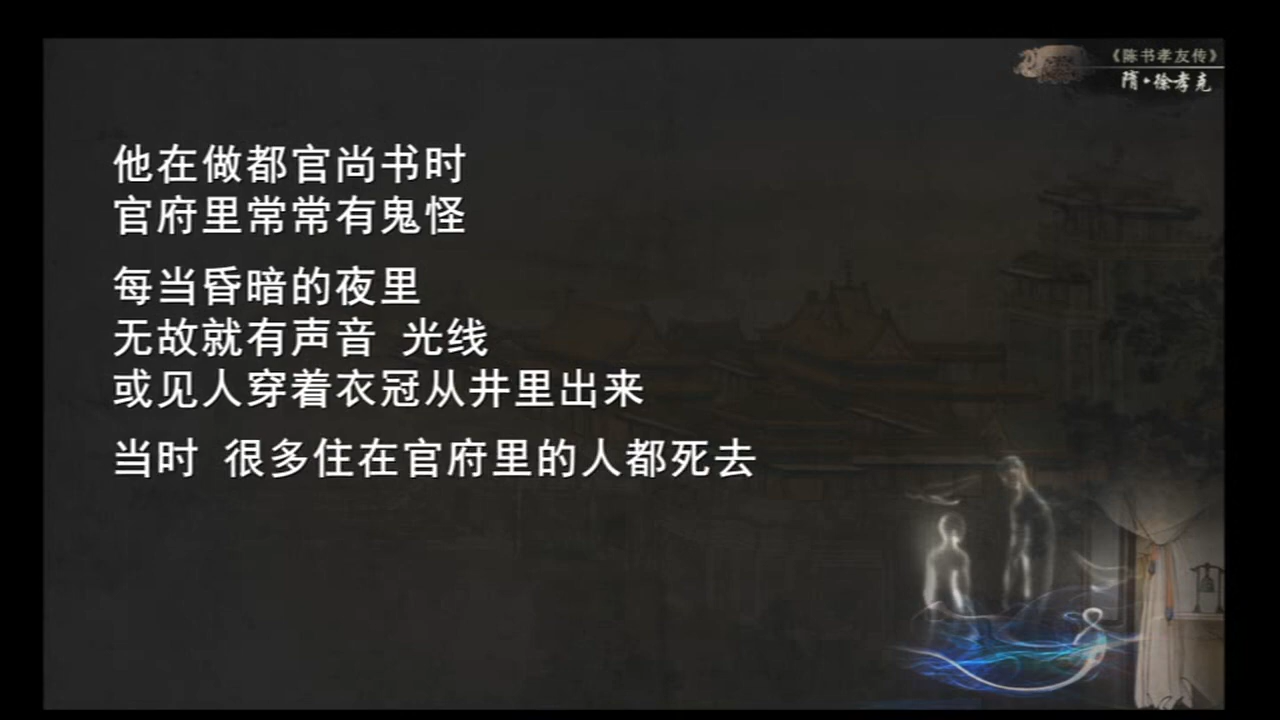 《陈书孝友传》
隋·徐孝克
他在做都官尚书时
官府里常常有鬼怪
每当昏暗的夜里
无故就有声音 光线
或见人穿着衣冠从井里出来
当时 很多住在官府里的人都死去